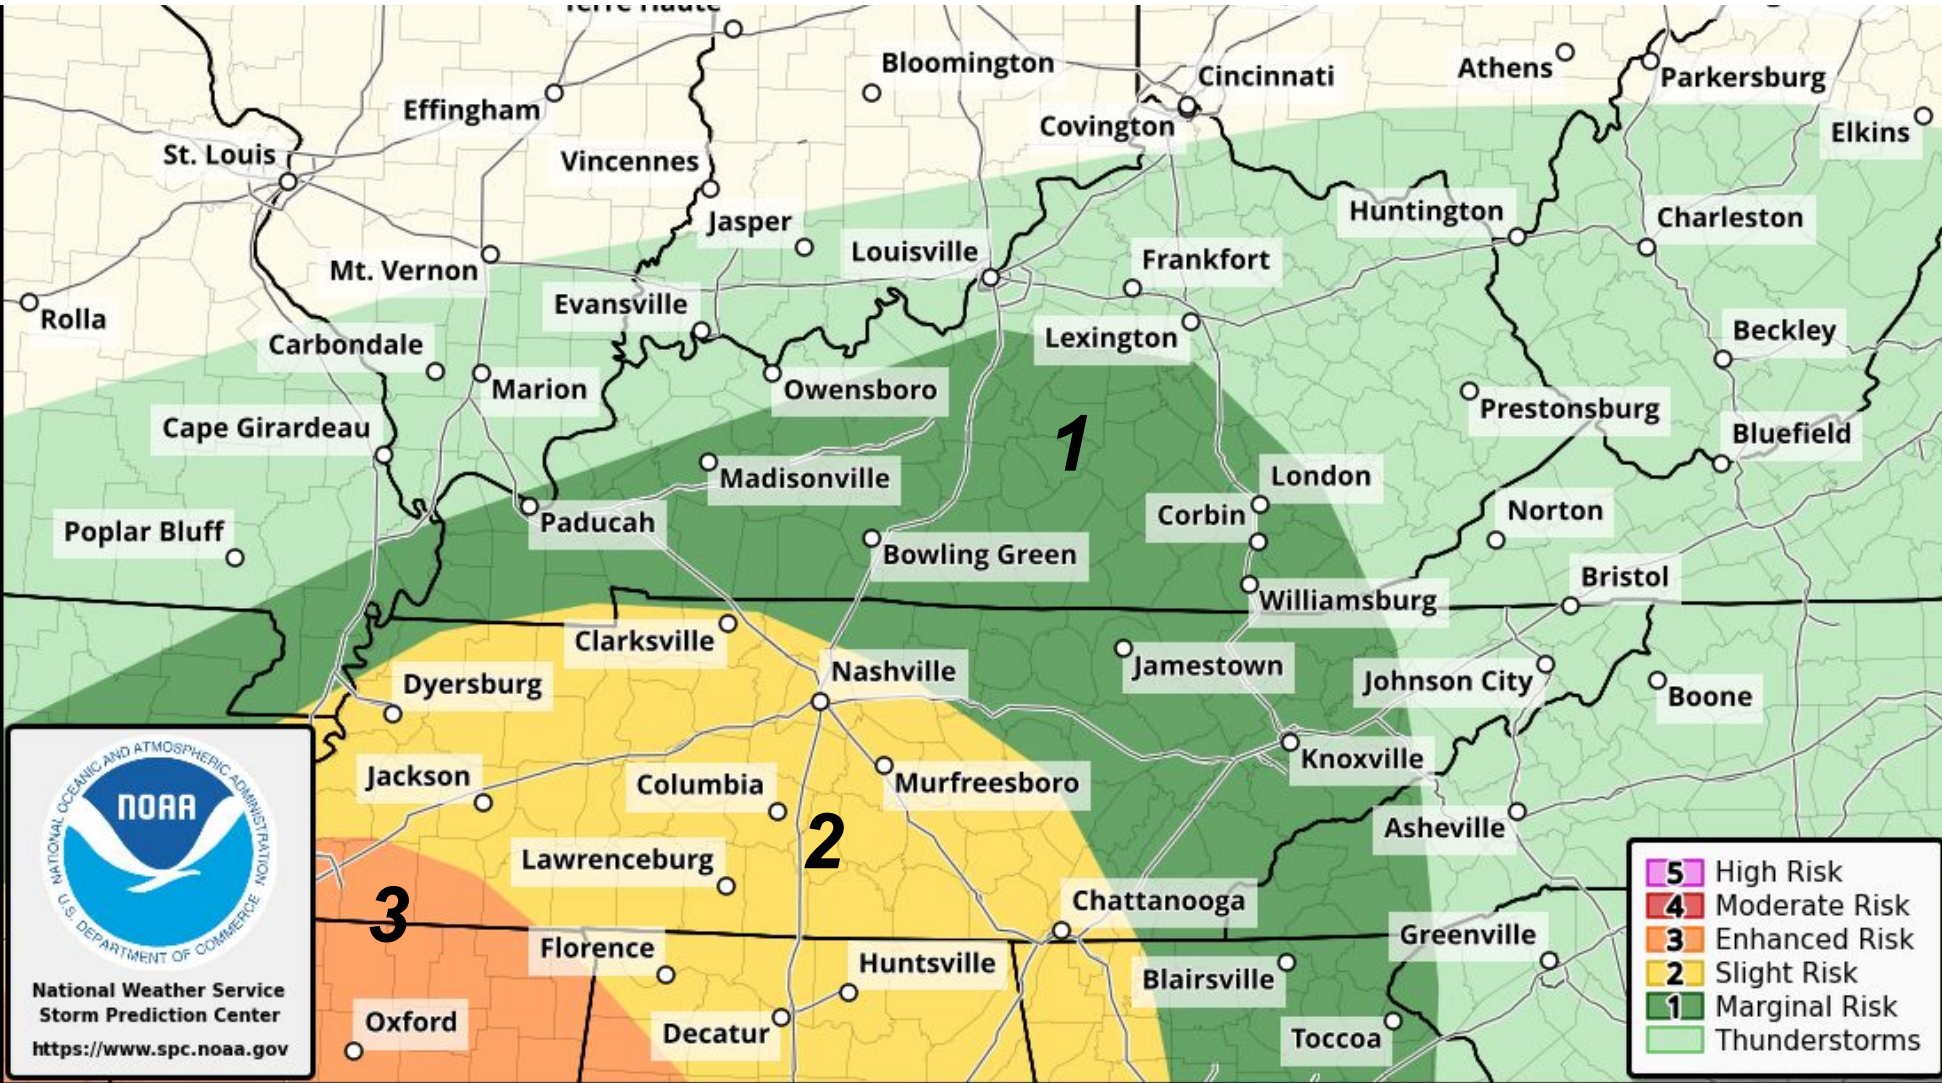 Terre Haute
Bloomington
Cincinnati
Athens
Parkersburg
Effingham
Covington
Elkins
St. Louis
Vincennes
Jasper
Huntington
Charleston
Louisville
Frankfort
Mt. Vernon
Evansville
Rolla
Lexington
Beckley
Carbondale
Marion
Owensboro
Prestonsburg
Cape Girardeau
1
Bluefield
Madisonville
London
Paducah
Corbin
Norton
Poplar Bluff
Bowling Green
Bristol
Williamsburg
Clarksville
Nashville
Jamestown
Dyersburg
Johnson City
Boone
Jackson
Columbia
Murfreesboro
Knoxville
2
Asheville
Lawrenceburg
3
Chattanooga
Florence
Huntsville
Greenville
Blairsville
Oxford
Decatur
Toccoa
NATIONAL OCEANIC AND ATMOSPHERIC ADMINISTRATION
NOAA
U.S. DEPARTMENT OF COMMERCE
National Weather Service
Storm Prediction Center
https://www.spc.noaa.gov
5 High Risk
4 Moderate Risk
3 Enhanced Risk
2 Slight Risk
1 Marginal Risk
Thunderstorms